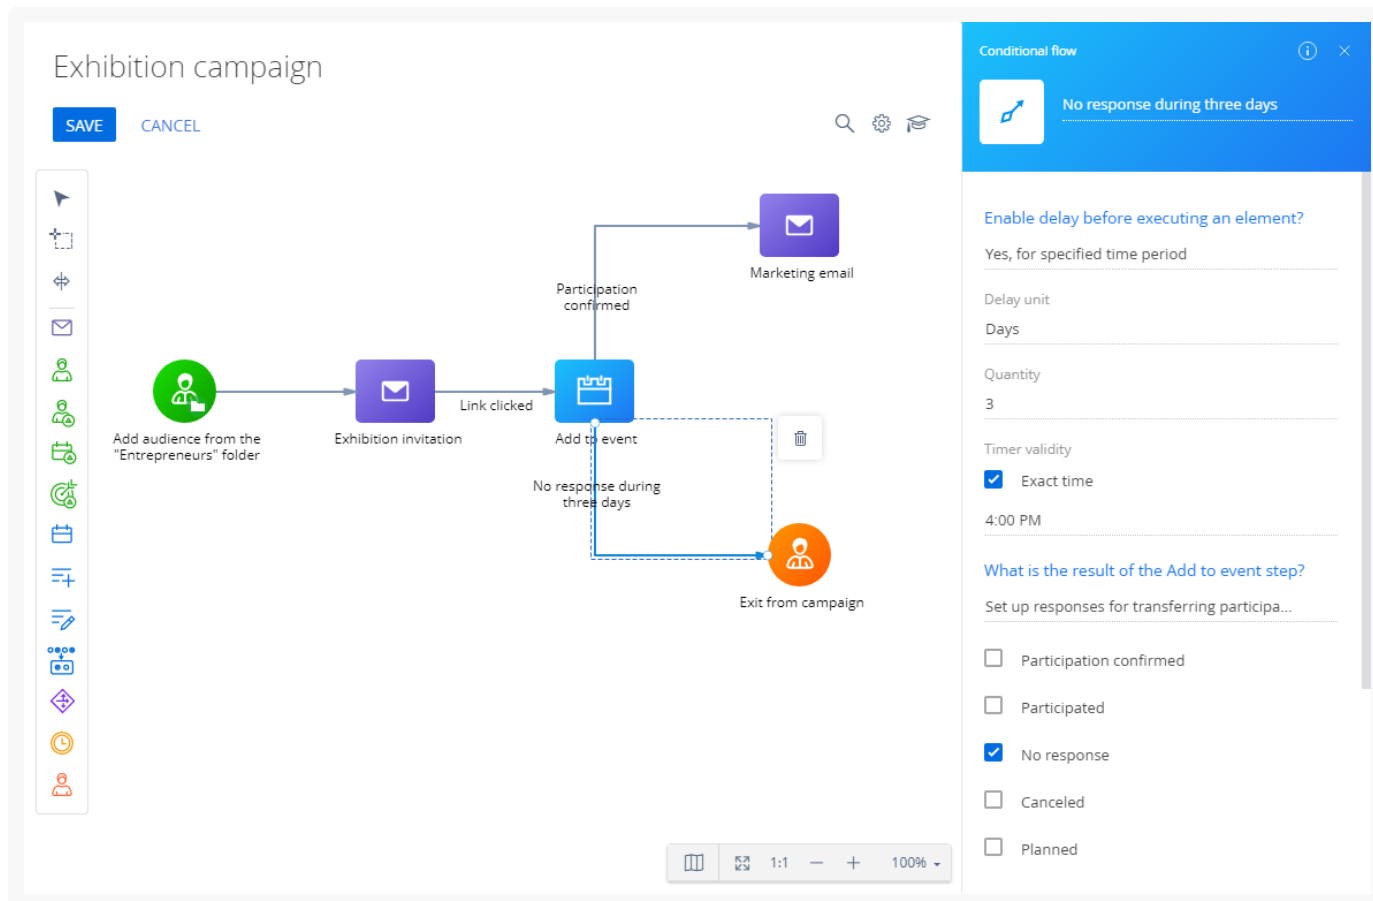 Exhibition campaign
SAVE
CANCEL
Marketing email
Participation
confirmed
Link clicked
Add audience from the
"Entrepreneurs" folder
Exhibition invitation
Add to event
No response during
three days
Exit from campaign
1:1
100%
Conditional flow
No response during three days
Enable delay before executing an element?
Yes, for specified time period
Delay unit
Days
Quantity
3
Timer validity
Exact time
4:00 PM
What is the result of the Add to event step?
Set up responses for transferring participa...
Participation confirmed
Participated
No response
Canceled
Planned